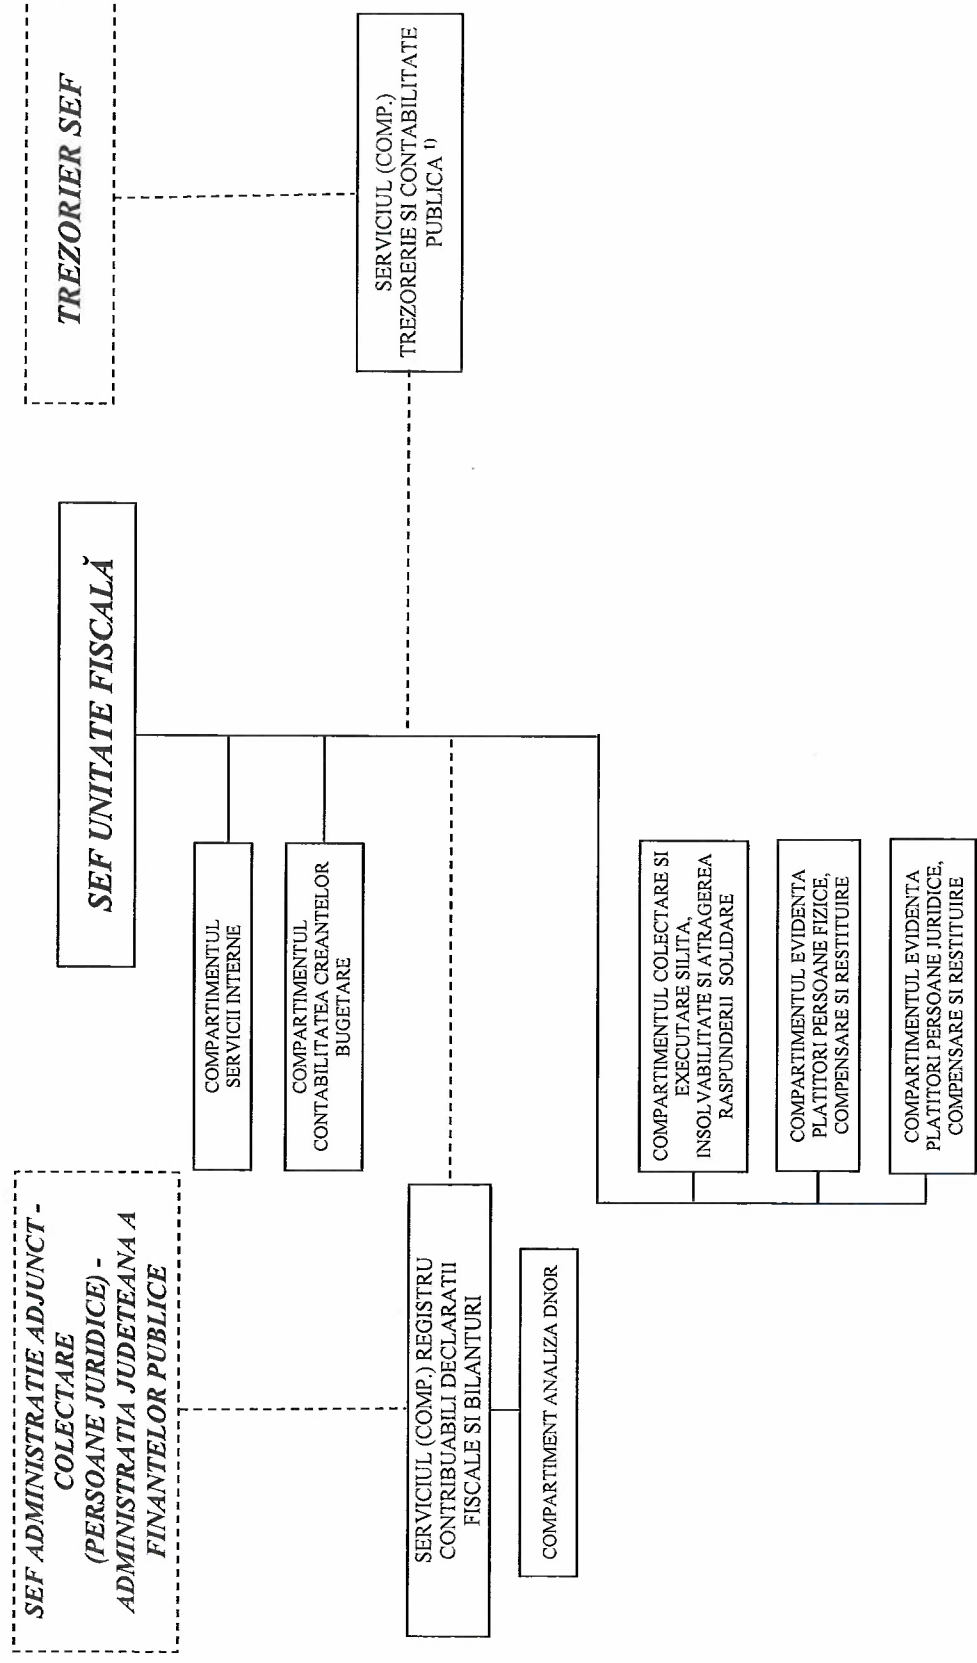 SEF ADMINISTRATIE ADJUNCT -
COLECTARE
(PERSOANE JURIDICE) -
ADMINISTRATIA JUDETEANA A
FINANTELOR PUBLICE
SEF UNITATE FISCALĂ
TREZORIER SEF
COMPARTIMENTUL
SERVICII INTERNE
COMPARTIMENTUL
CONTABILITATEA CREANTELOR
BUGETARE
SERVICIUL (COMP.)
TREZORERIE SI CONTABILITATE
PUBLICA 1)
SERVICIUL (COMP.) REGISTRU
CONTRIBUABILI DECLARATII
FISCALE SI BILANTURI
COMPARTIMENT ANALIZA DNOR
COMPARTIMENTUL COLECTARE SI
EXECUTARE SILITA,
INSOLVABILITATE SI ATRAGEREA
RASPUNDERII SOLIDARE
COMPARTIMENTUL EVIDENTA
PLATITORI PERSOANE FIZICE,
COMPENSARE SI RESTITUIRE
COMPARTIMENTUL EVIDENTA
PLATITORI PERSOANE JURIDICE,
COMPENSARE SI RESTITUIRE